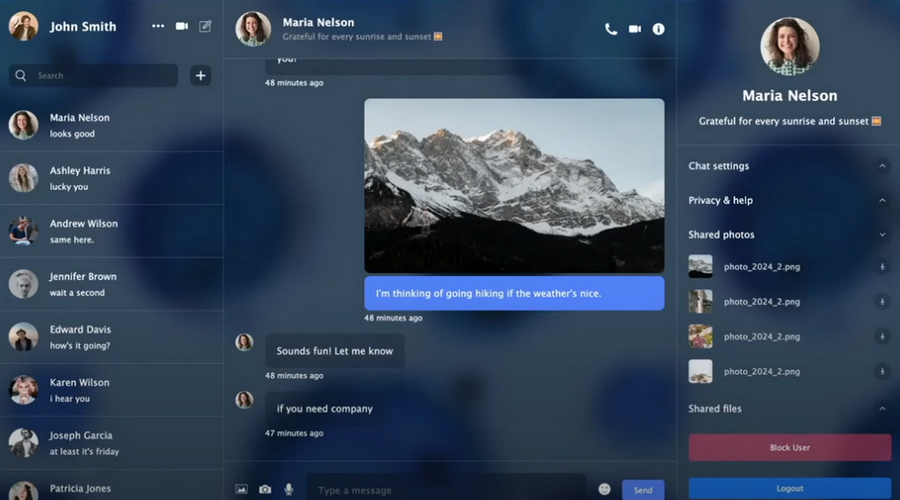 John Smith
Search
Maria Nelson
looks good
Ashley Harris
lucky you
Andrew Wilson
same here.
Jennifer Brown
wait a second
Edward Davis
how's it going?
Karen Wilson
i hear you
Joseph Garcia
at least it's friday
Patricia Jones
Maria Nelson
Grateful for every sunrise and sunset 🌇
you!
48 minutes ago
I'm thinking of going hiking if the weather's nice.
48 minutes ago
Sounds fun! Let me know
48 minutes ago
if you need company
47 minutes ago
Type a message
Send
Maria Nelson
Grateful for every sunrise and sunset 🌇
Chat settings
Privacy & help
Shared photos
photo_2024_2.png
photo_2024_2.png
photo_2024_2.png
photo_2024_2.png
Shared files
Block User
Logout